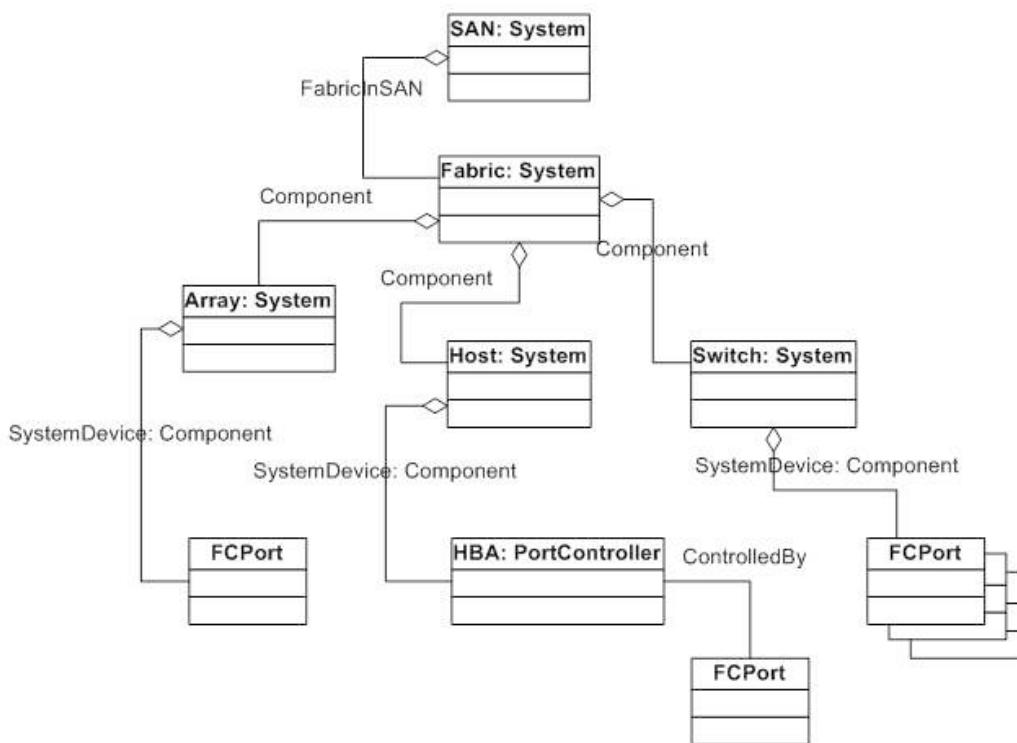 SAN: System
FabricInSAN
Fabric: System
Component
Component
Component
Array: System
Host: System
Switch: System
SystemDevice: Component
SystemDevice: Component
SystemDevice: Component
FCPort
HBA: PortController
ControlledBy
FCPort
FCPort